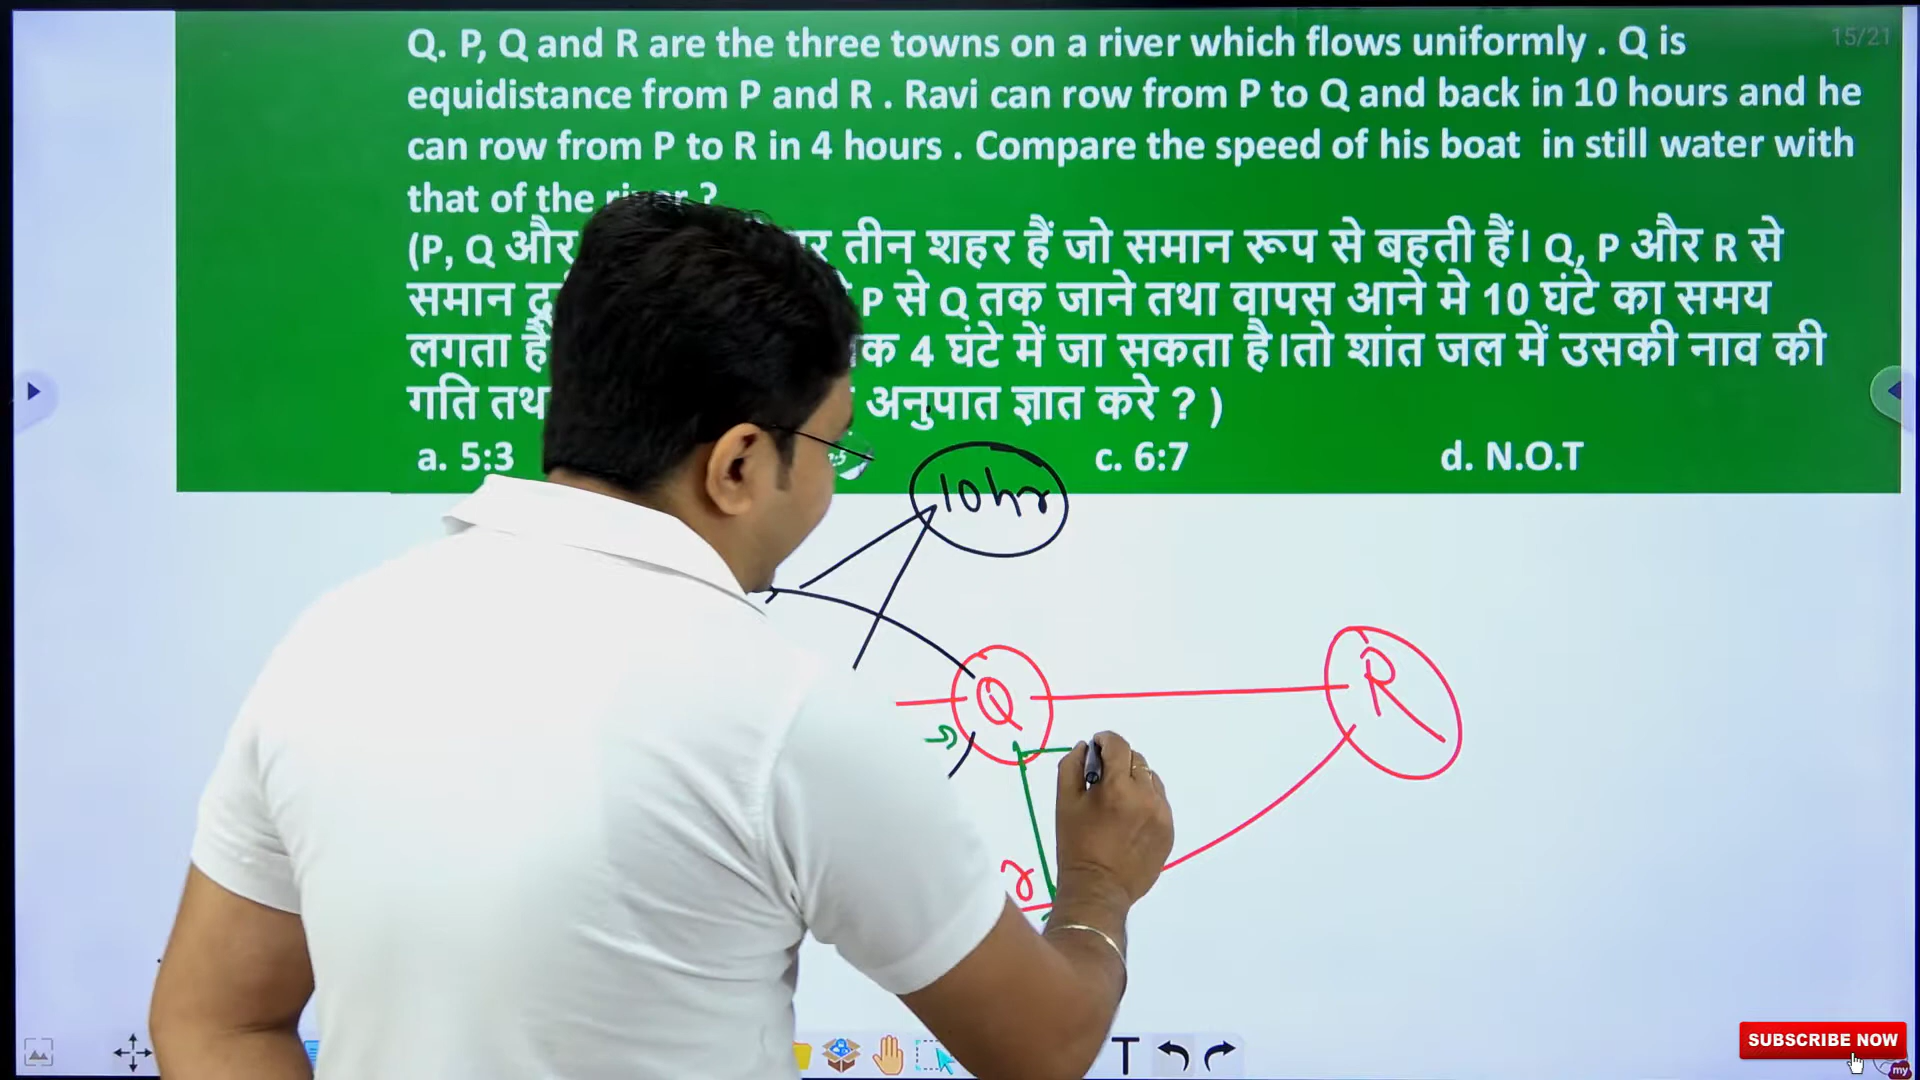 15/21
Q. P, Q and R are the three towns on a river which flows uniformly . Q is
equidistance from P and R . Ravi can row from P to Q and back in 10 hours and he
can row from P to R in 4 hours . Compare the speed of his boat in still water with
that of the river ?
(P, Q और तीन शहर हैं जो समान रूप से बहती हैं। Q, P और R से
समान P से Q तक जाने तथा वापस आने मे 10 घंटे का समय
लगता है 4 घंटे में जा सकता है।तो शांत जल में उसकी नाव की
गति अनुपात ज्ञात करे ? )
a. 5:3 c. 6:7 d. N.O.T
10hr
Q R
T
SUBSCRIBE NOW
my